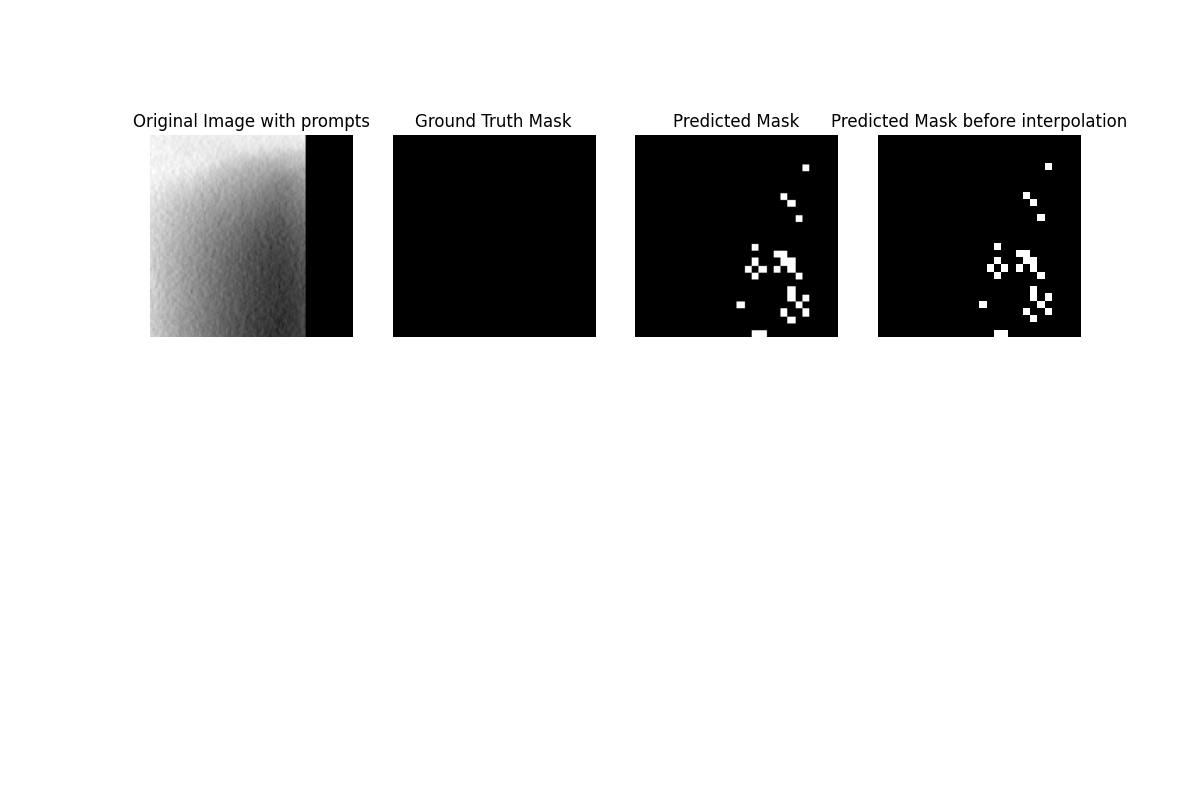 Original Image with prompts
Ground Truth Mask
Predicted Mask
Predicted Mask before interpolation